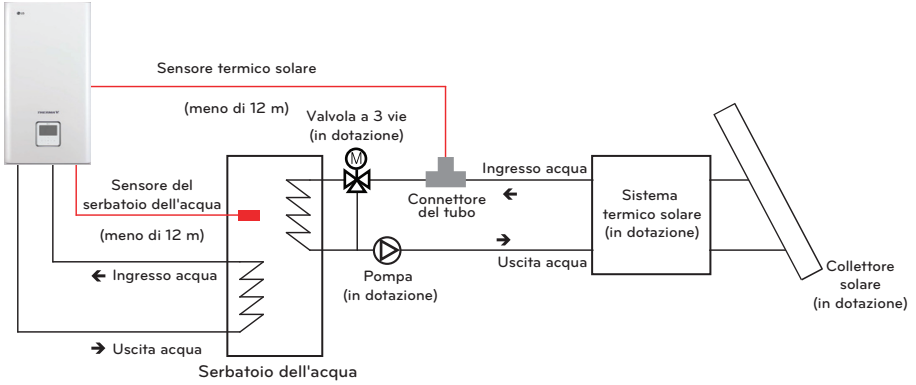 LG
Sensore termico solare
(meno di 12 m)
Valvola a 3 vie
(in dotazione)
M
Ingresso acqua
Connettore
del tubo
Sistema
termico solare
(in dotazione)
Uscita acqua
Collettore
solare
(in dotazione)
Pompa
(in dotazione)
Sensore del
serbatoio dell'acqua
(meno di 12 m)
Ingresso acqua
Uscita acqua
Serbatoio dell'acqua